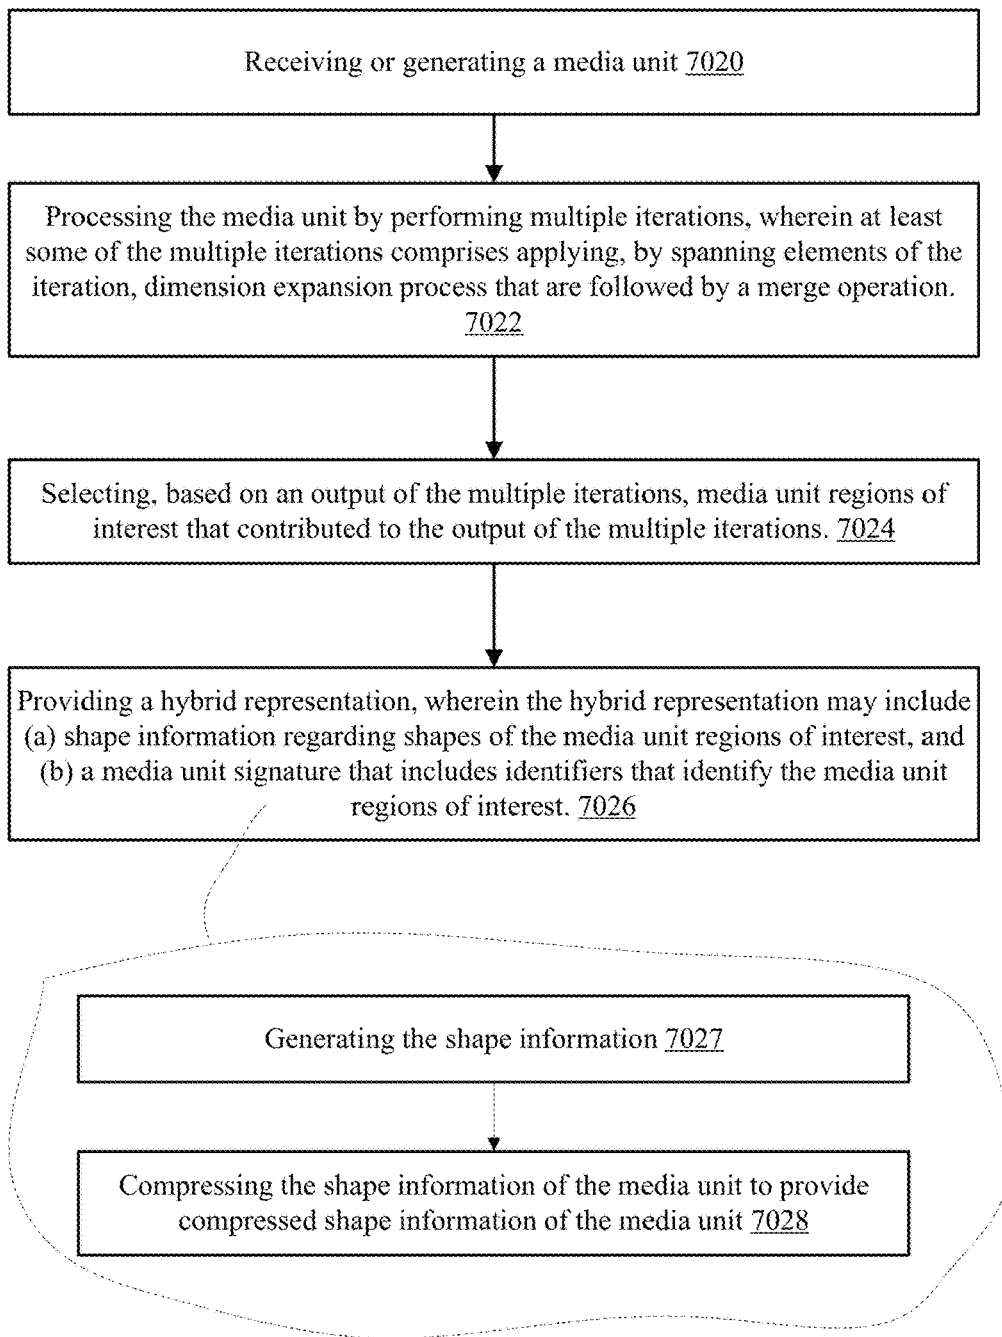 Receiving or generating a media unit 7020
Processing the media unit by performing multiple iterations, wherein at least
some of the multiple iterations comprises applying, by spanning elements of the
iteration, dimension expansion process that are followed by a merge operation.
7022
Selecting, based on an output of the multiple iterations, media unit regions of
interest that contributed to the output of the multiple iterations. 7024
Providing a hybrid representation, wherein the hybrid representation may include
(a) shape information regarding shapes of the media unit regions of interest, and
(b) a media unit signature that includes identifiers that identify the media unit
regions of interest. 7026
Generating the shape information 7027
Compressing the shape information of the media unit to provide
compressed shape information of the media unit 7028